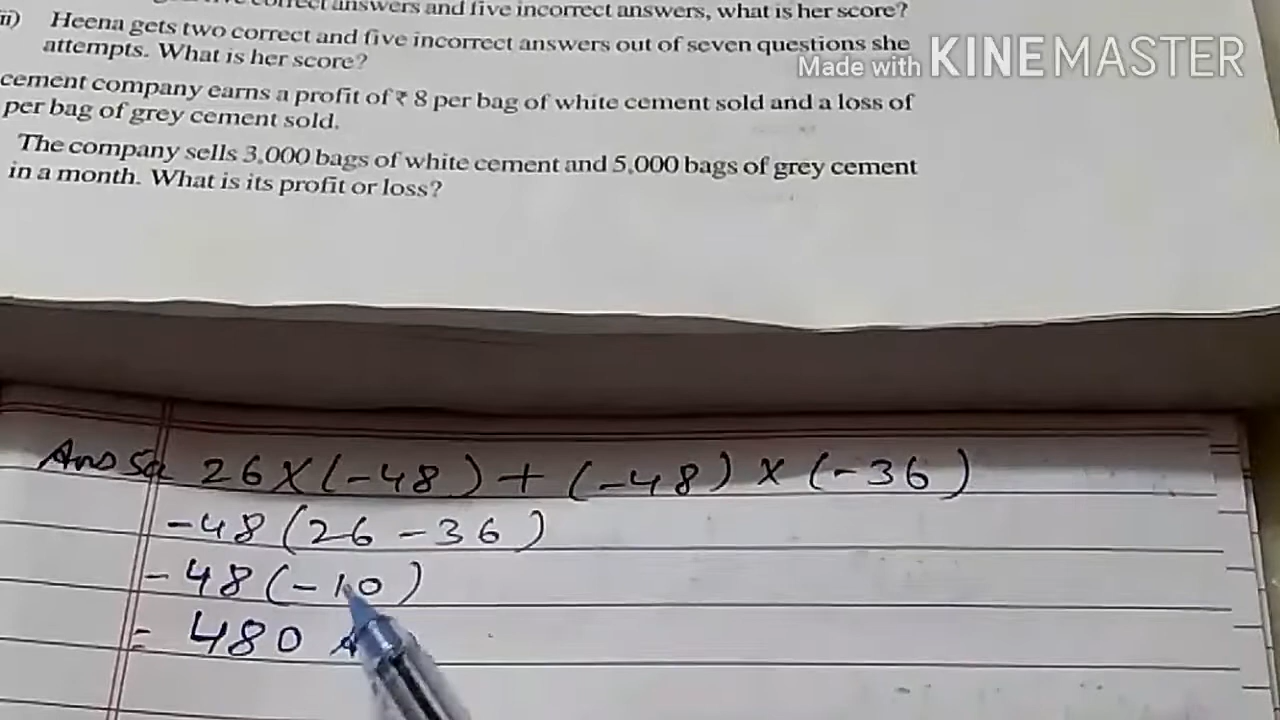 correct answers and five incorrect answers, what is her score?
ii) Heena gets two correct and five incorrect answers out of seven questions she
attempts. What is her score?
Made with KINEMASTER
cement company earns a profit of ₹ 8 per bag of white cement sold and a loss of
per bag of grey cement sold.
The company sells 3,000 bags of white cement and 5,000 bags of grey cement
in a month. What is its profit or loss?
Ans 5a 26 × (-48) + (-48) × (-36)
-48 (26 - 36)
- 48 (-10)
= 480